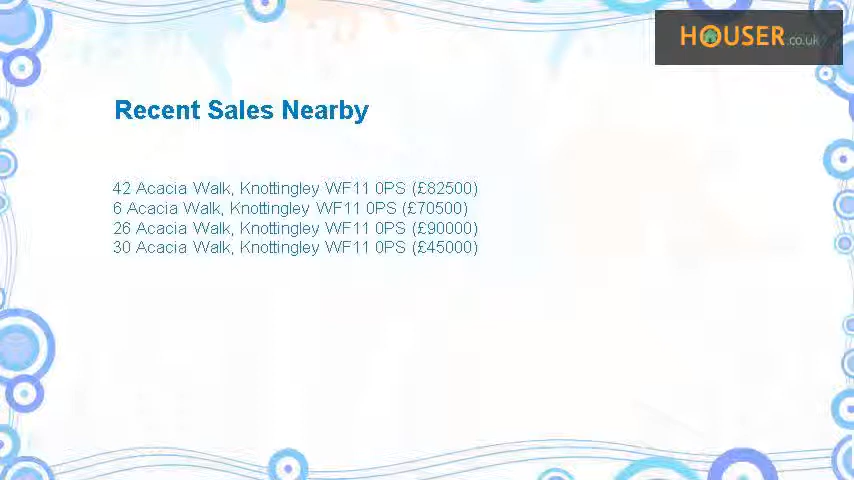 HOUSER.co.uk
Recent Sales Nearby
42 Acacia Walk, Knottingley WF11 0PS (£82500)
6 Acacia Walk, Knottingley WF11 0PS (£70500)
26 Acacia Walk, Knottingley WF11 0PS (£90000)
30 Acacia Walk, Knottingley WF11 0PS (£45000)